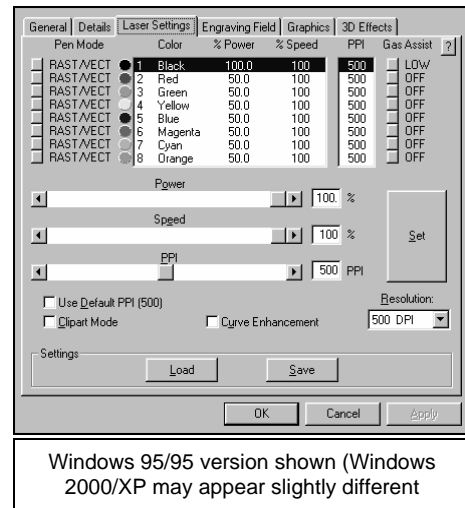 General Details Laser Settings Engraving Field Graphics 3D Effects
Pen Mode Color % Power % Speed PPI Gas Assist ?
RAST/VECT 1 Black 100.0 100 500 LOW
RAST/VECT 2 Red 50.0 100 500 OFF
RAST/VECT 3 Green 50.0 100 500 OFF
RAST/VECT 4 Yellow 50.0 100 500 OFF
RAST/VECT 5 Blue 50.0 100 500 OFF
RAST/VECT 6 Magenta 50.0 100 500 OFF
RAST/VECT 7 Cyan 50.0 100 500 OFF
RAST/VECT 8 Orange 50.0 100 500 OFF
Power
100. %
Speed
100 %
Set
PPI
500 PPI
Use Default PPI (500)
Resolution:
Clipart Mode Curve Enhancement 500 DPI
Settings
Load Save
OK Cancel Apply
Windows 95/95 version shown (Windows
2000/XP may appear slightly different